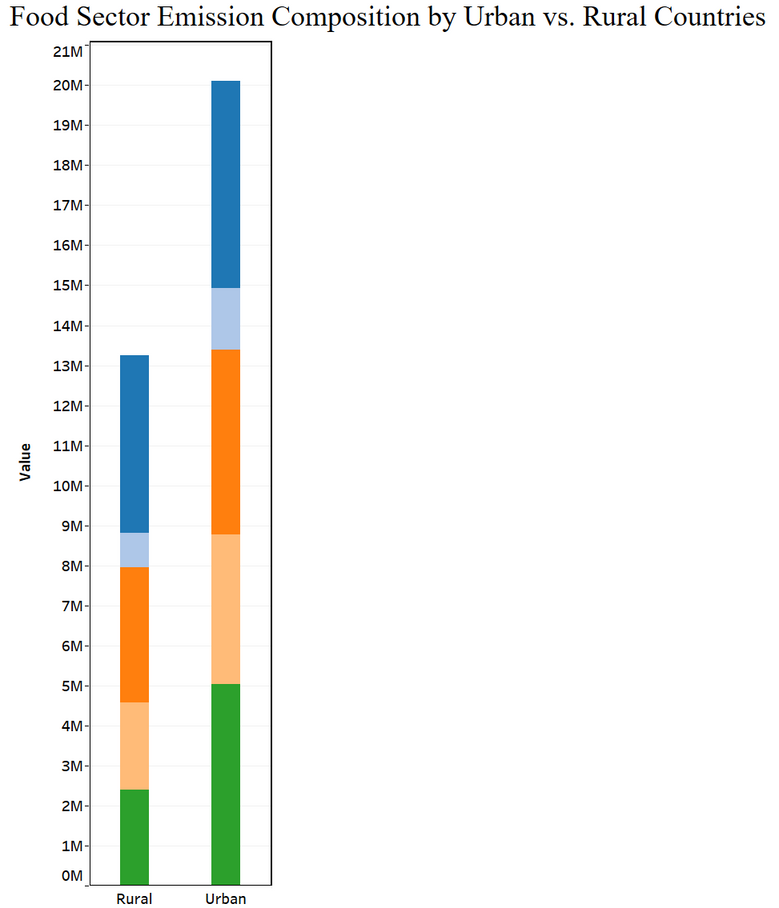 Food Sector Emission Composition by Urban vs. Rural Countries
21M
20M
19M
18M
17M
16M
15M
14M
13M
12M
11M
10M
9M
8M
7M
6M
5M
4M
3M
2M
1M
0M
Value
Rural Urban